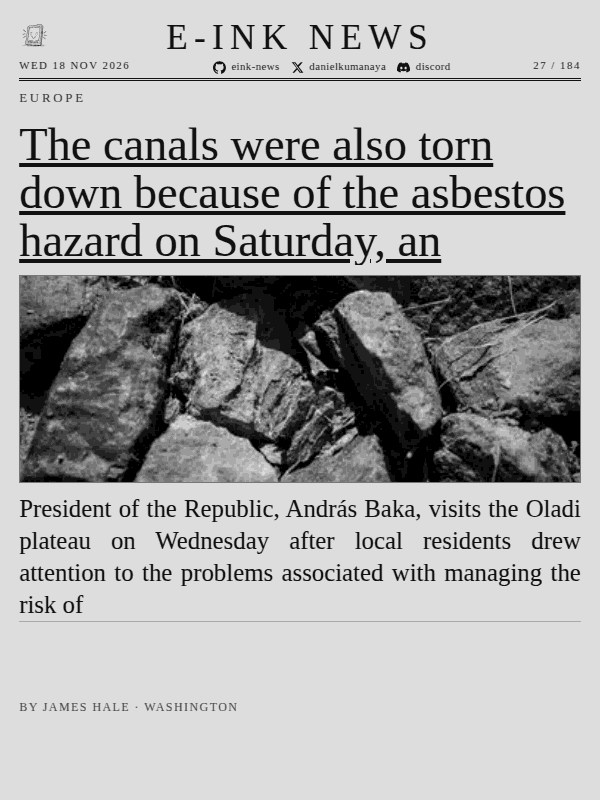 E-INK NEWS
WED 18 NOV 2026
eink-news danielkumanaya discord
27 / 184
EUROPE
The canals were also torn
down because of the asbestos
hazard on Saturday, an
President of the Republic, András Baka, visits the Oladi
plateau on Wednesday after local residents drew
attention to the problems associated with managing the
risk of
BY JAMES HALE · WASHINGTON